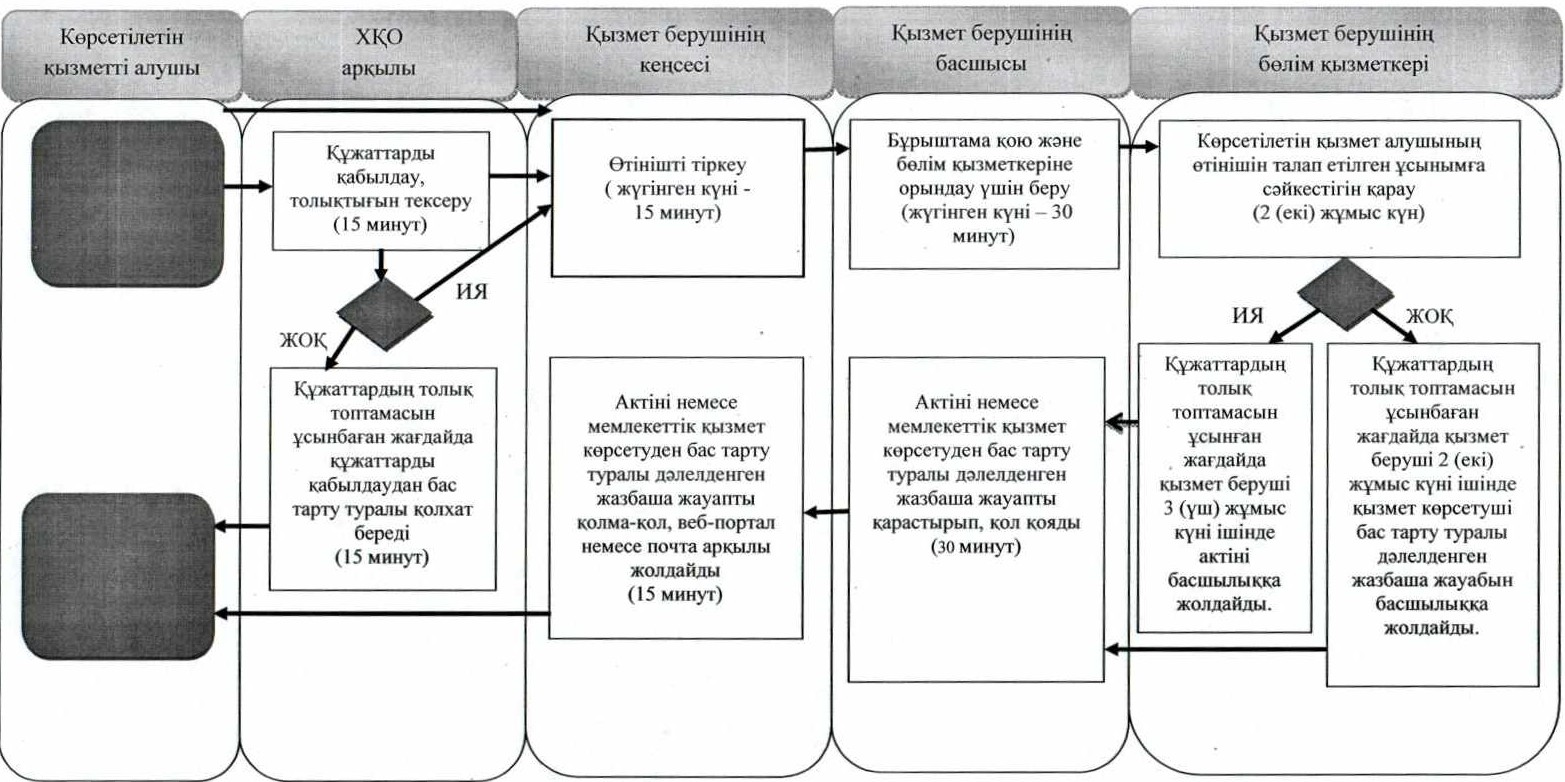 Көрсетілетін
қызметті алушы
ХҚО
арқылы
Қызмет берушінің
кеңсесі
Қызмет берушінің
басшысы
Қызмет берушінің
бөлім қызметкері
Құжаттарды
қабылдау,
толықтығын тексеру
(15 минут)
ИЯ
ЖОҚ
Құжаттардың толық
топтамасын
ұсынбаған жағдайда
құжаттарды
қабылдаудан бас
тарту туралы қолхат
береді
(15 минут)
Өтінішті тіркеу
( жүгінген күні -
15 минут)
Актіні немесе
мемлекеттік қызмет
көрсетуден бас тарту
туралы дәлелденген
жазбаша жауапты
қолма-қол, веб-портал
немесе почта арқылы
жолдайды
(15 минут)
Бұрыштама қою және
бөлім қызметкеріне
орындау үшін беру
(жүгінген күні – 30
минут)
Актіні немесе
мемлекеттік қызмет
көрсетуден бас тарту
туралы дәлелденген
жазбаша жауапты
қарастырып, қол қояды
(30 минут)
Көрсетілетін қызмет алушының
өтінішін талап етілген ұсынымға
сәйкестігін қарау
(2 (екі) жұмыс күн)
ИЯ
ЖОҚ
Құжаттардың
толық
топтамасын
ұсынған
жағдайда
қызмет беруші
3 (үш) жұмыс
күні ішінде
актіні
басшылыққа
жолдайды.
Құжаттардың
толық топтамасын
ұсынбаған
жағдайда қызмет
беруші 2 (екі)
жұмыс күні ішінде
қызмет көрсетуші
бас тарту туралы
дәлелденген
жазбаша жауабын
басшылыққа
жолдайды.